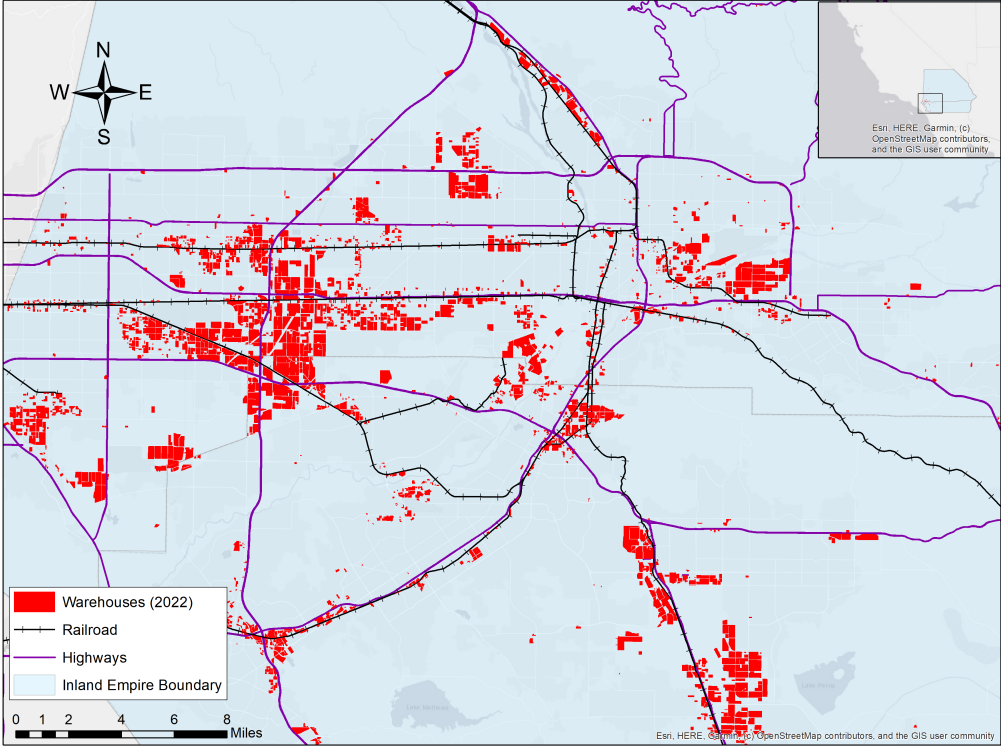 N
W
E
S
Esri, HERE, Garmin, (c)
OpenStreetMap contributors,
and the GIS user community
Warehouses (2022)
Railroad
Highways
Inland Empire Boundary
0 1 2 4 6 8
Miles
Esri, HERE, Garmin, (c) OpenStreetMap contributors, and the GIS user community